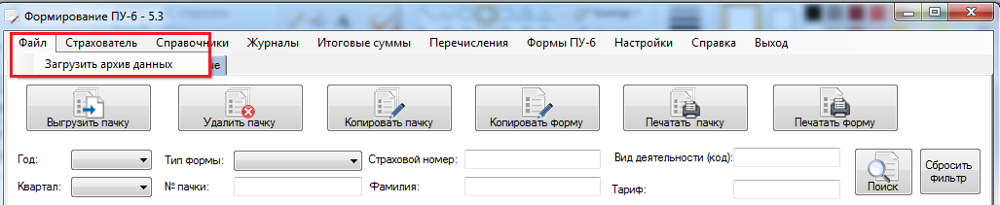 Формирование ПУ-6 - 5.3
Файл Страхователь Справочники Журналы Итоговые суммы Перечисления Формы ПУ-6 Настройки Справка Выход
Загрузить архив данных
Выгрузить пачку Удалить пачку Копировать пачку Копировать форму Печатать пачку Печатать форму
Год: Тип формы: Страховой номер: Вид деятельности (код):
Квартал: № пачки: Фамилия: Тариф:
Поиск
Сбросить
фильтр